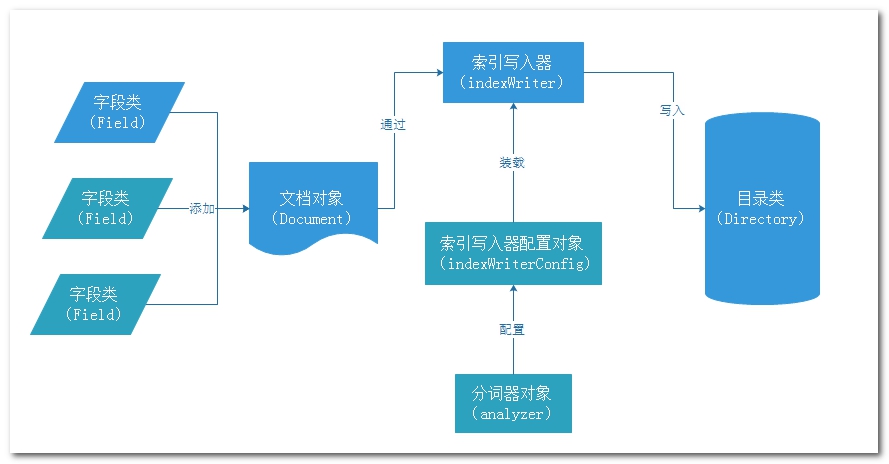 字段类
(Field)
字段类
(Field)
字段类
(Field)
添加
文档对象
(Document)
通过
索引写入器
(indexWriter)
装载
索引写入器配置对象
(indexWriterConfig)
配置
分词器对象
(analyzer)
写入
目录类
(Directory)